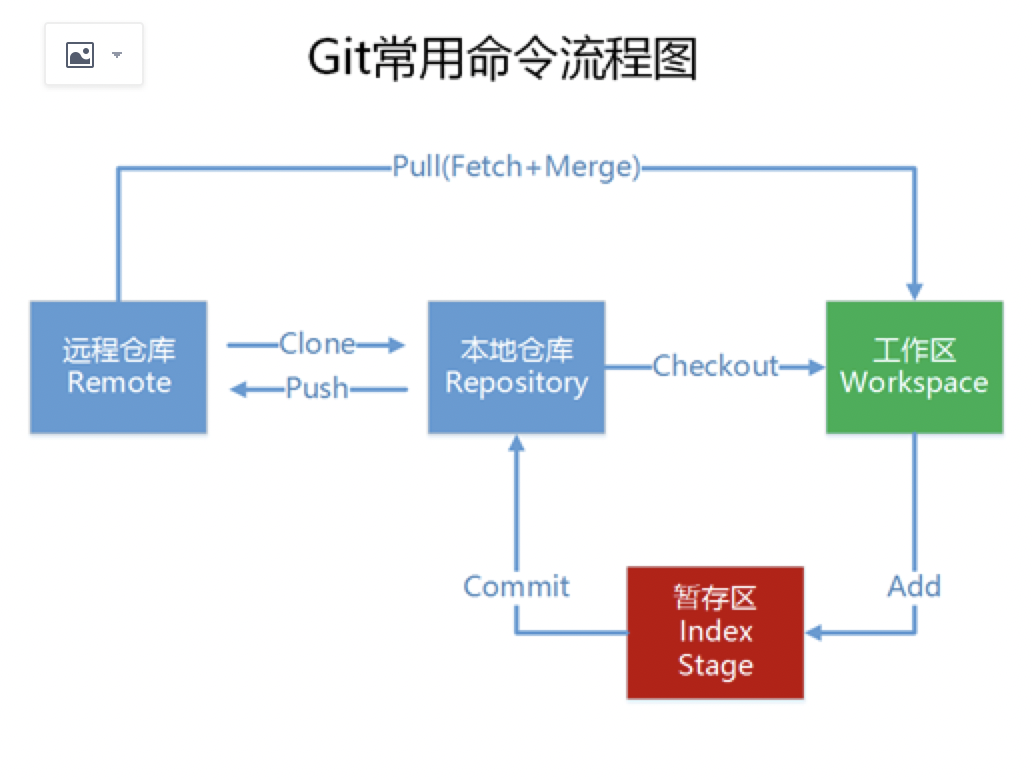 Git常用命令流程图
Pull(Fetch+Merge)
远程仓库
Remote
Clone
Push
本地仓库
Repository
Checkout
工作区
Workspace
Commit
暂存区
Index
Stage
Add